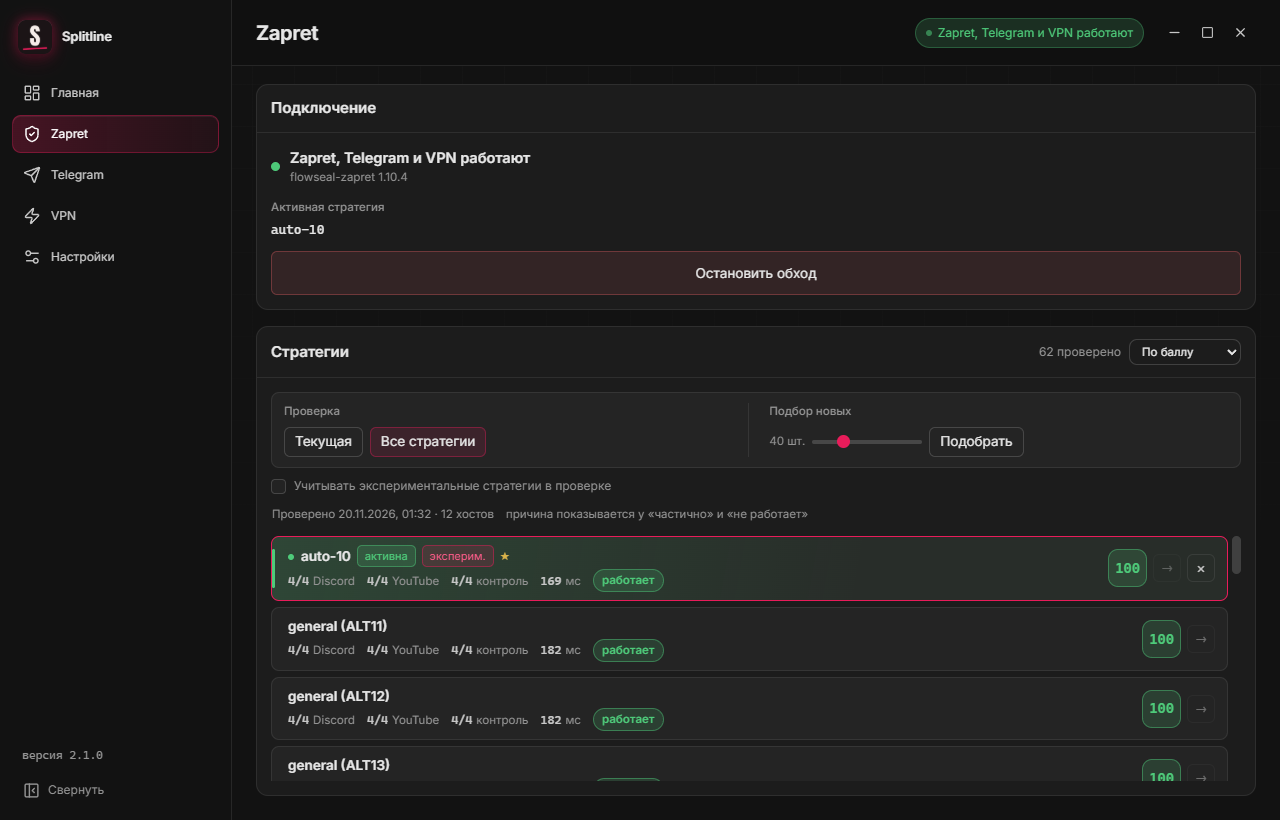 Splitline
Zapret
Zapret, Telegram и VPN работают
Главная
Zapret
Telegram
VPN
Настройки
Подключение
Zapret, Telegram и VPN работают
flowseal-zapret 1.10.4
Активная стратегия
auto-10
Остановить обход
Стратегии
62 проверено
По баллу
Проверка
Текущая
Все стратегии
Подбор новых
40 шт.
Подобрать
Учитывать экспериментальные стратегии в проверке
Проверено 20.11.2026, 01:32 · 12 хостов причина показывается у «частично» и «не работает»
auto-10 активна эксперим. ★
4/4 Discord 4/4 YouTube 4/4 контроль 169 мс работает
100 → ×
general (ALT11)
4/4 Discord 4/4 YouTube 4/4 контроль 182 мс работает
100 →
general (ALT12)
4/4 Discord 4/4 YouTube 4/4 контроль 182 мс работает
100 →
general (ALT13)
100 →
версия 2.1.0
Свернуть